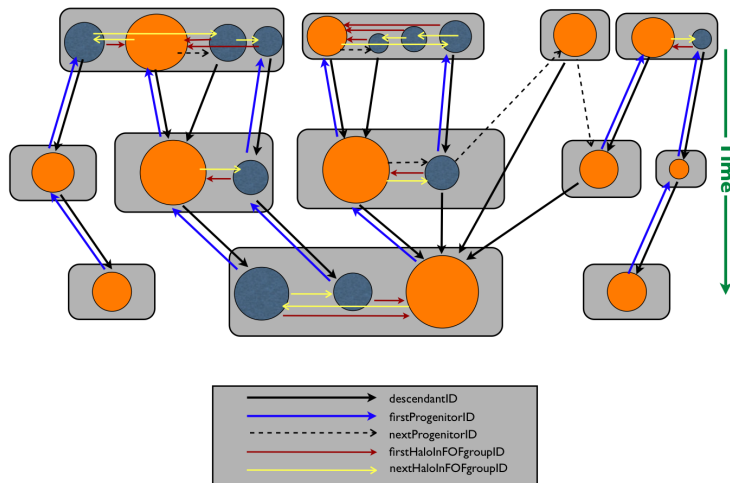 Time
descendantID
firstProgenitorID
nextProgenitorID
firstHaloInFOFgroupID
nextHaloInFOFgroupID